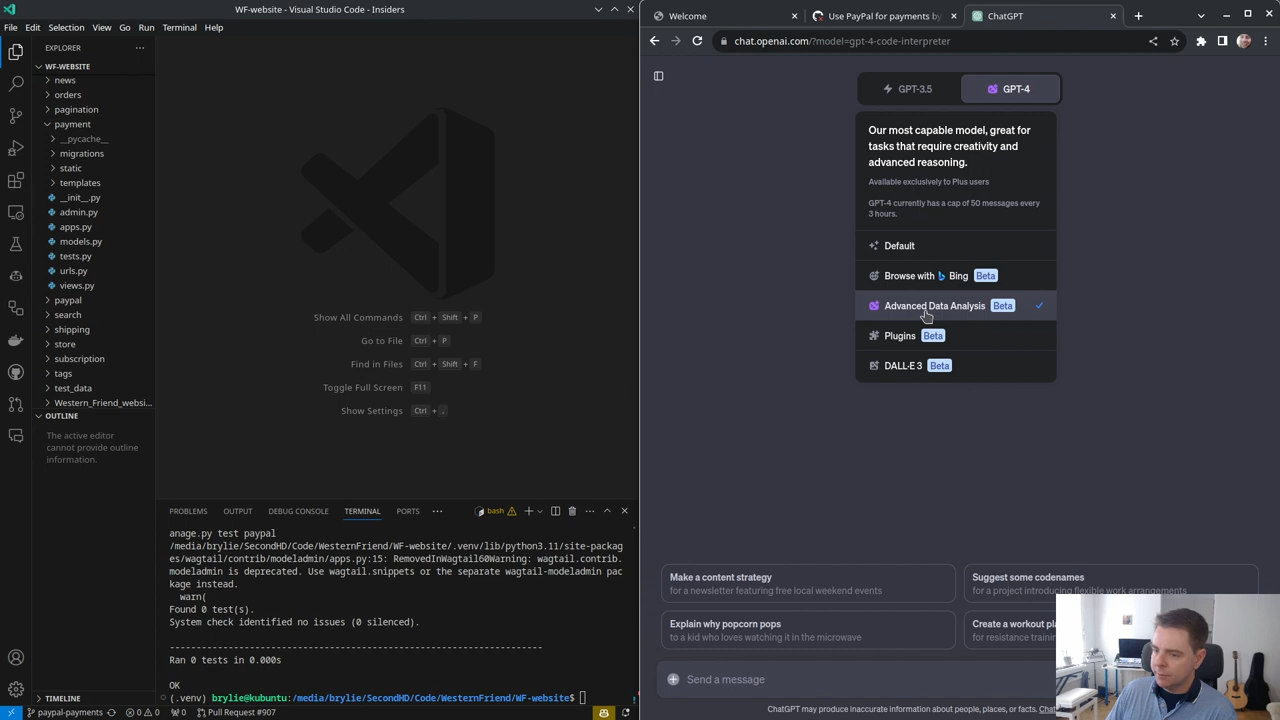 WF-website - Visual Studio Code - Insiders
File Edit Selection View Go Run Terminal Help
EXPLORER
WF-WEBSITE
news
orders
pagination
payment
__pycache__
migrations
static
templates
__init__.py
admin.py
apps.py
models.py
tests.py
urls.py
views.py
paypal
search
shipping
store
subscription
tags
test_data
Western_Friend_websi...
OUTLINE
The active editor
cannot provide outline
information.
TIMELINE
Show All Commands Ctrl + Shift + P
Go to File Ctrl + P
Find in Files Ctrl + Shift + F
Toggle Full Screen F11
Show Settings Ctrl + ,
PROBLEMS OUTPUT DEBUG CONSOLE TERMINAL PORTS
bash
anage.py test paypal
/media/brylie/SecondHD/Code/WesternFriend/WF-website/.venv/lib/python3.11/site-packag
es/wagtail/contrib/modeladmin/apps.py:15: RemovedInWagtail60Warning: wagtail.contrib.
modeladmin is deprecated. Use wagtail.snippets or the separate wagtail-modeladmin pac
kage instead.
warn(
Found 0 test(s).
System check identified no issues (0 silenced).
----------------------------------------------------------------------
Ran 0 tests in 0.000s
OK
(.venv) brylie@kubuntu:/media/brylie/SecondHD/Code/WesternFriend/WF-website$
paypal-payments 0 0 0 Pull Request #907
Welcome
Use PayPal for payments by
ChatGPT
chat.openai.com/?model=gpt-4-code-interpreter
GPT-3.5
GPT-4
Our most capable model, great for
tasks that require creativity and
advanced reasoning.
Available exclusively to Plus users
GPT-4 currently has a cap of 50 messages every
3 hours.
Default
Browse with Bing Beta
Advanced Data Analysis Beta
Plugins Beta
DALL·E 3 Beta
Make a content strategy
for a newsletter featuring free local weekend events
Suggest some codenames
for a project introducing flexible work arrangements
Explain why popcorn pops
to a kid who loves watching it in the microwave
Create a workout
for resistance
Send a message
ChatGPT may produce inaccurate information about people, places, or facts.